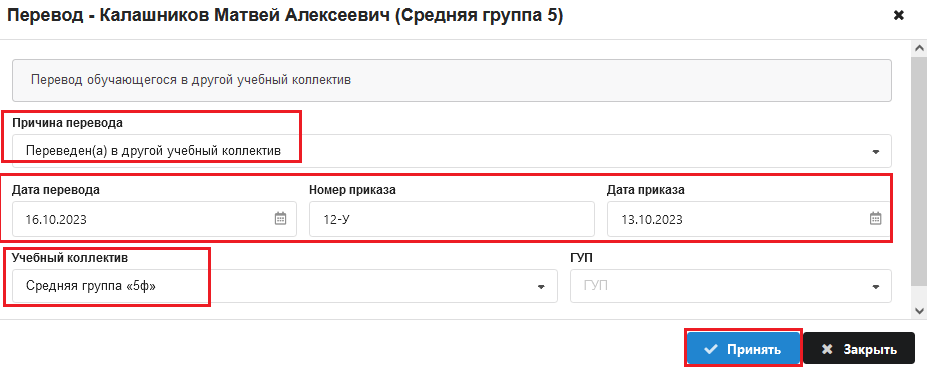 Перевод - Калашников Матвей Алексеевич (Средняя группа 5)
Перевод обучающегося в другой учебный коллектив
Причина перевода
Переведен(а) в другой учебный коллектив
Дата перевода Номер приказа Дата приказа
16.10.2023 12-У 13.10.2023
Учебный коллектив ГУП
Средняя группа «5ф» ГУП
Принять Закрыть